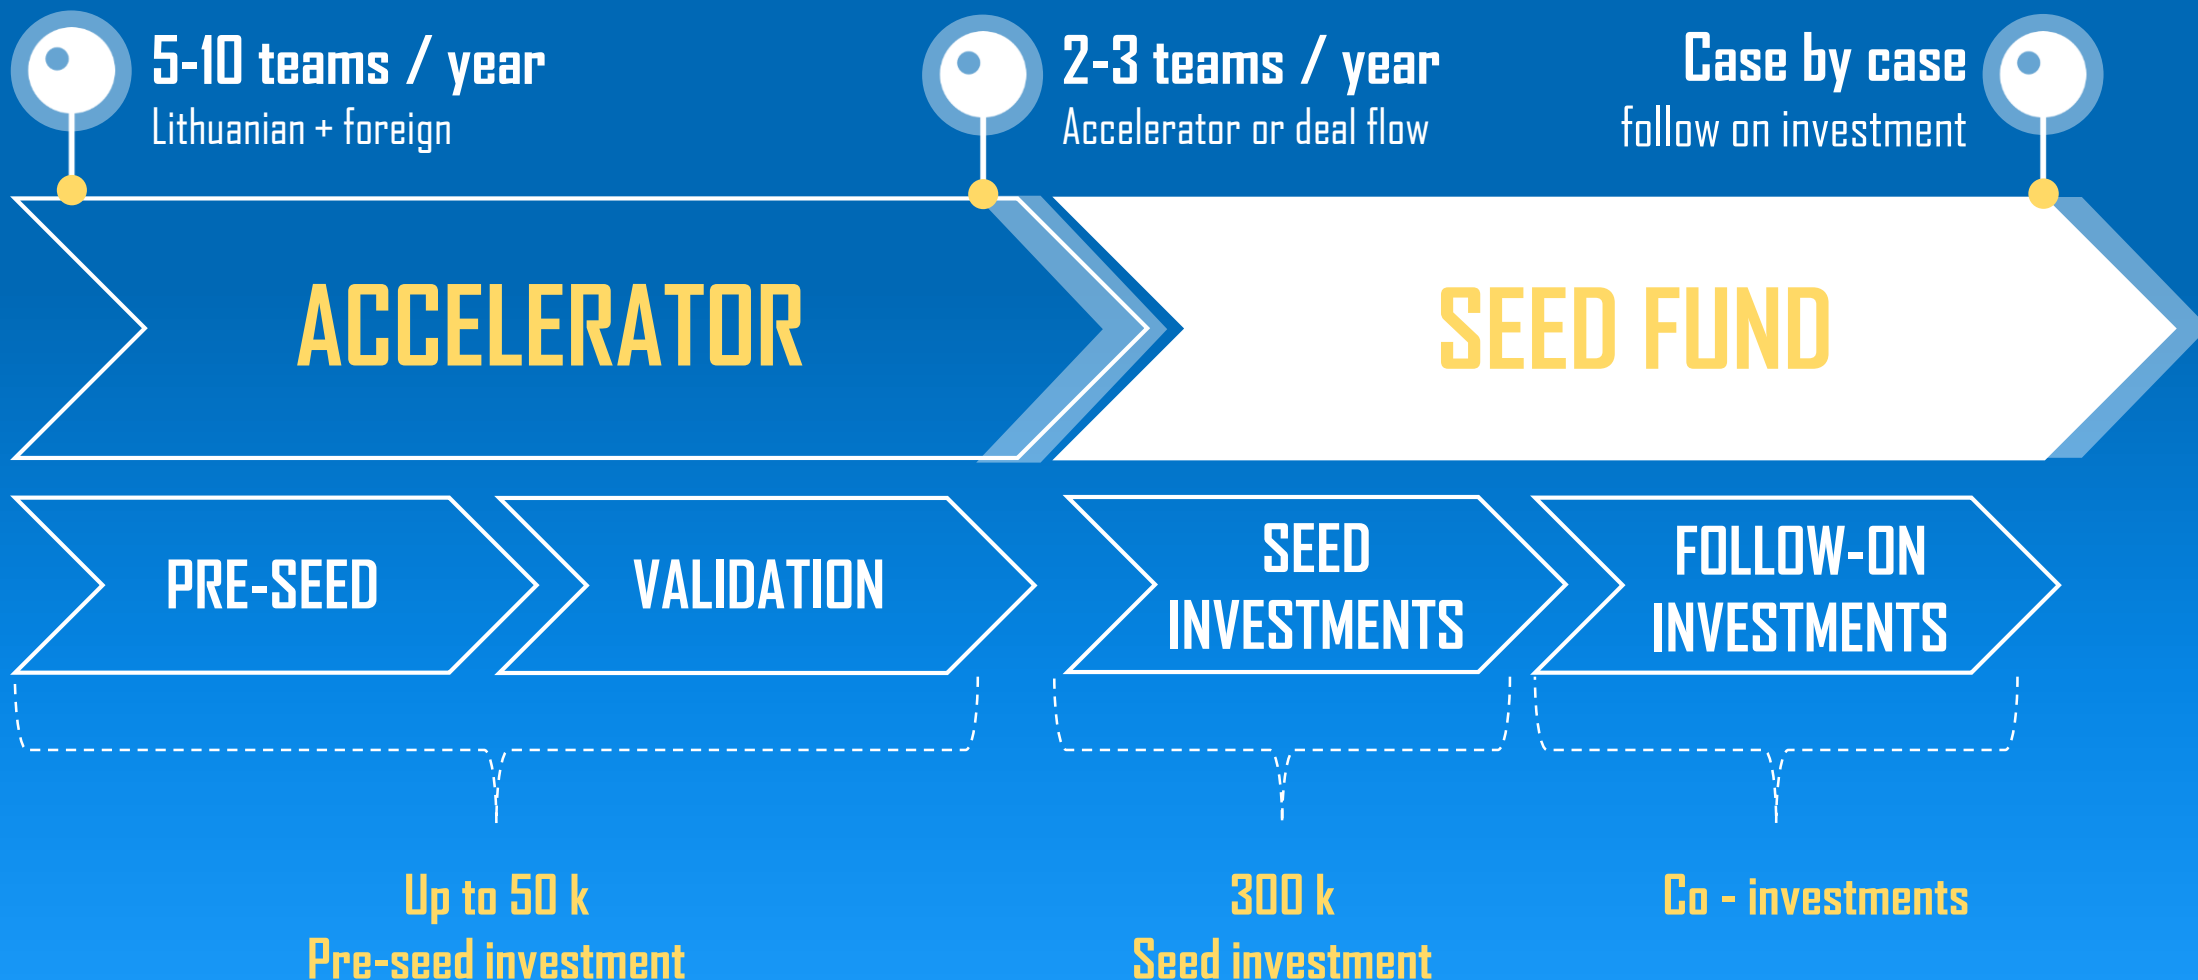 5-10 teams / year
Lithuanian + foreign
2-3 teams / year
Accelerator or deal flow
Case by case
follow on investment
ACCELERATOR
SEED FUND
PRE-SEED
VALIDATION
SEED
INVESTMENTS
FOLLOW-ON
INVESTMENTS
Up to 50 k
Pre-seed investment
300 k
Seed investment
Co - investments